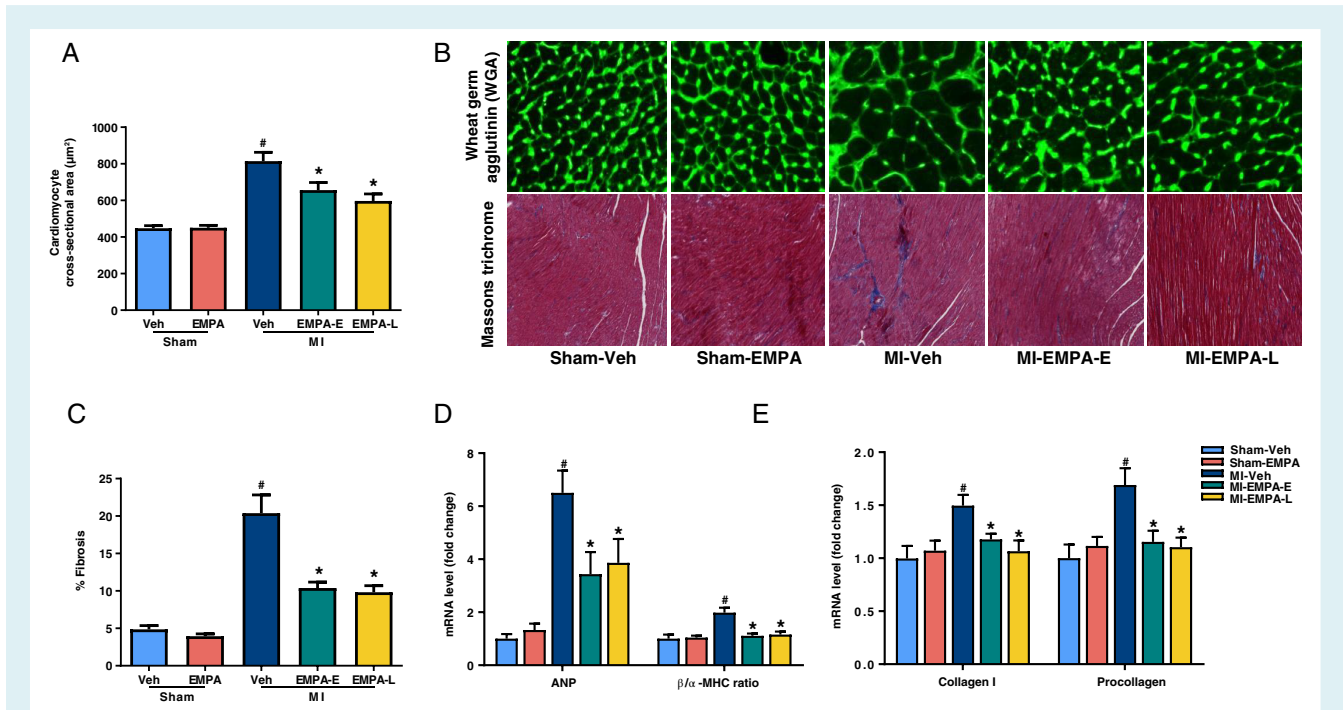 A
Cardiomyocyte
cross-sectional area (µm²)
1000
800
600
400
200
0
#
*
*
Veh
EMPA
Veh
EMPA-E
EMPA-L
Sham
MI
B
Wheat germ
agglutinin (WGA)
Massons trichrome
Sham-Veh
Sham-EMPA
MI-Veh
MI-EMPA-E
MI-EMPA-L
C
% Fibrosis
25
20
15
10
5
0
#
*
*
Veh
EMPA
Veh
EMPA-E
EMPA-L
Sham
MI
D
mRNA level (fold change)
8
6
4
2
0
#
*
*
#
*
*
ANP
β/α -MHC ratio
E
mRNA level (fold change)
2.0
1.5
1.0
0.5
0.0
#
*
*
#
*
*
Collagen I
Procollagen
Sham-Veh
Sham-EMPA
MI-Veh
MI-EMPA-E
MI-EMPA-L